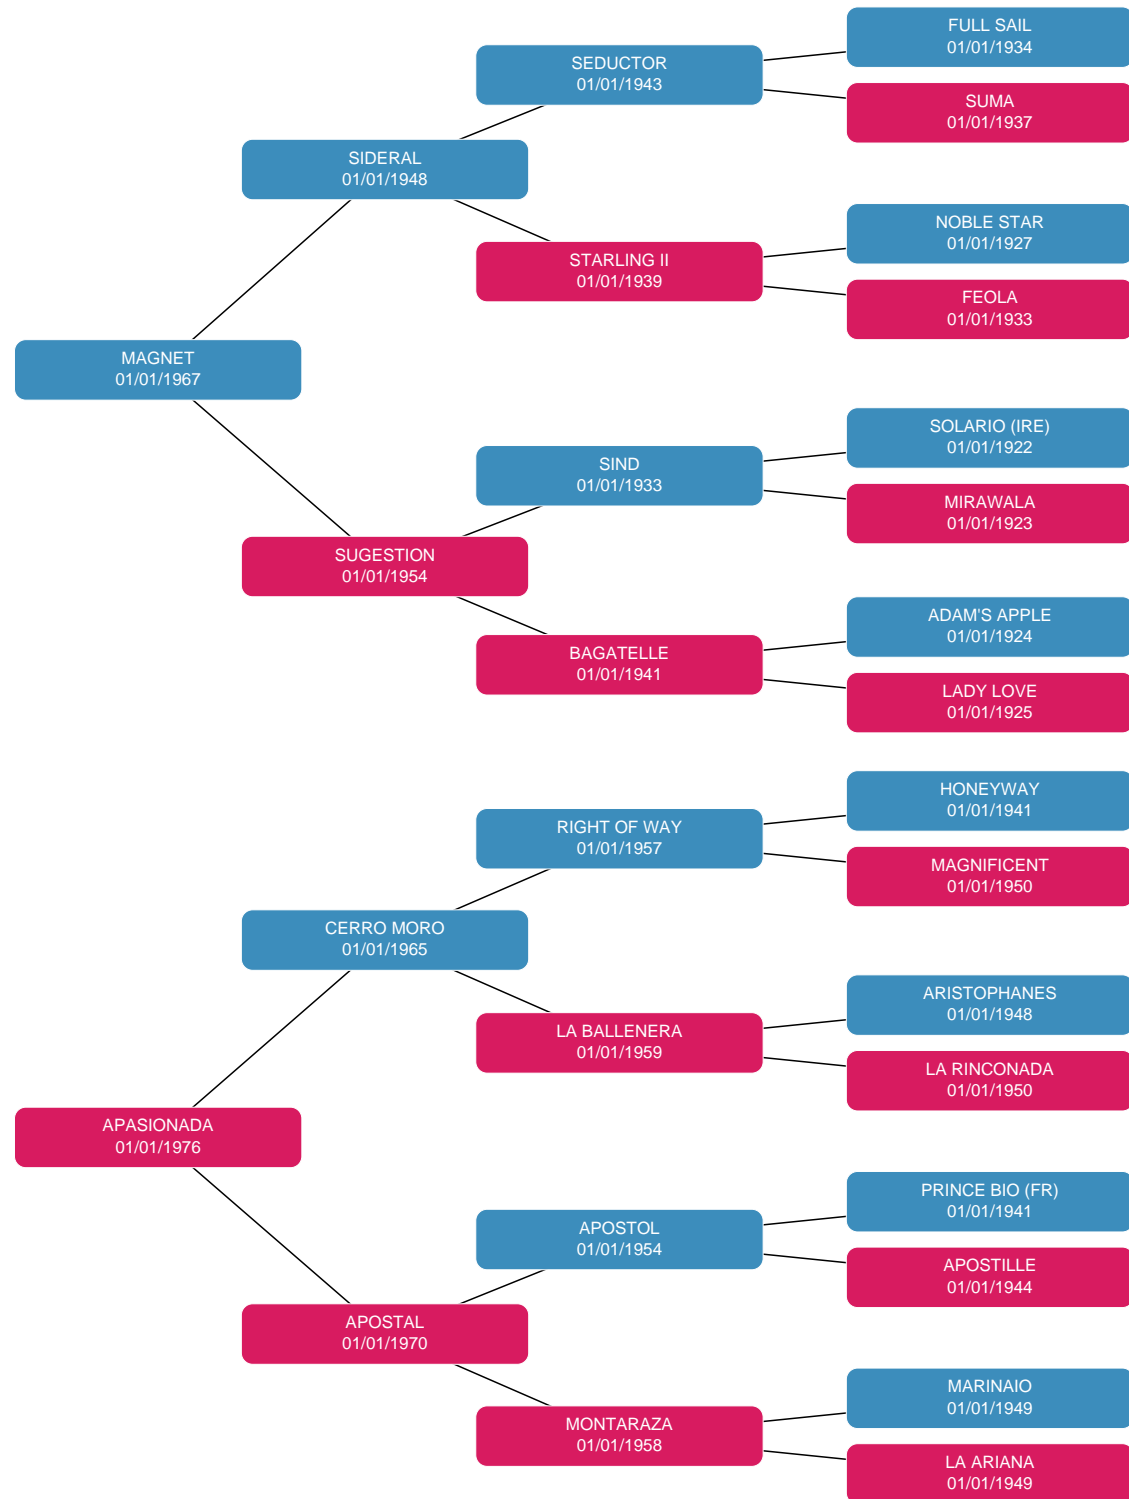 FULL SAIL
01/01/1934
SEDUCTOR
01/01/1943
SUMA
01/01/1937
SIDERAL
01/01/1948
NOBLE STAR
01/01/1927
STARLING II
01/01/1939
FEOLA
01/01/1933
MAGNET
01/01/1967
SOLARIO (IRE)
01/01/1922
SIND
01/01/1933
MIRAWALA
01/01/1923
SUGESTION
01/01/1954
ADAM'S APPLE
01/01/1924
BAGATELLE
01/01/1941
LADY LOVE
01/01/1925
HONEYWAY
01/01/1941
RIGHT OF WAY
01/01/1957
MAGNIFICENT
01/01/1950
CERRO MORO
01/01/1965
ARISTOPHANES
01/01/1948
LA BALLENERA
01/01/1959
LA RINCONADA
01/01/1950
APASIONADA
01/01/1976
PRINCE BIO (FR)
01/01/1941
APOSTOL
01/01/1954
APOSTILLE
01/01/1944
APOSTAL
01/01/1970
MARINAIO
01/01/1949
MONTARAZA
01/01/1958
LA ARIANA
01/01/1949